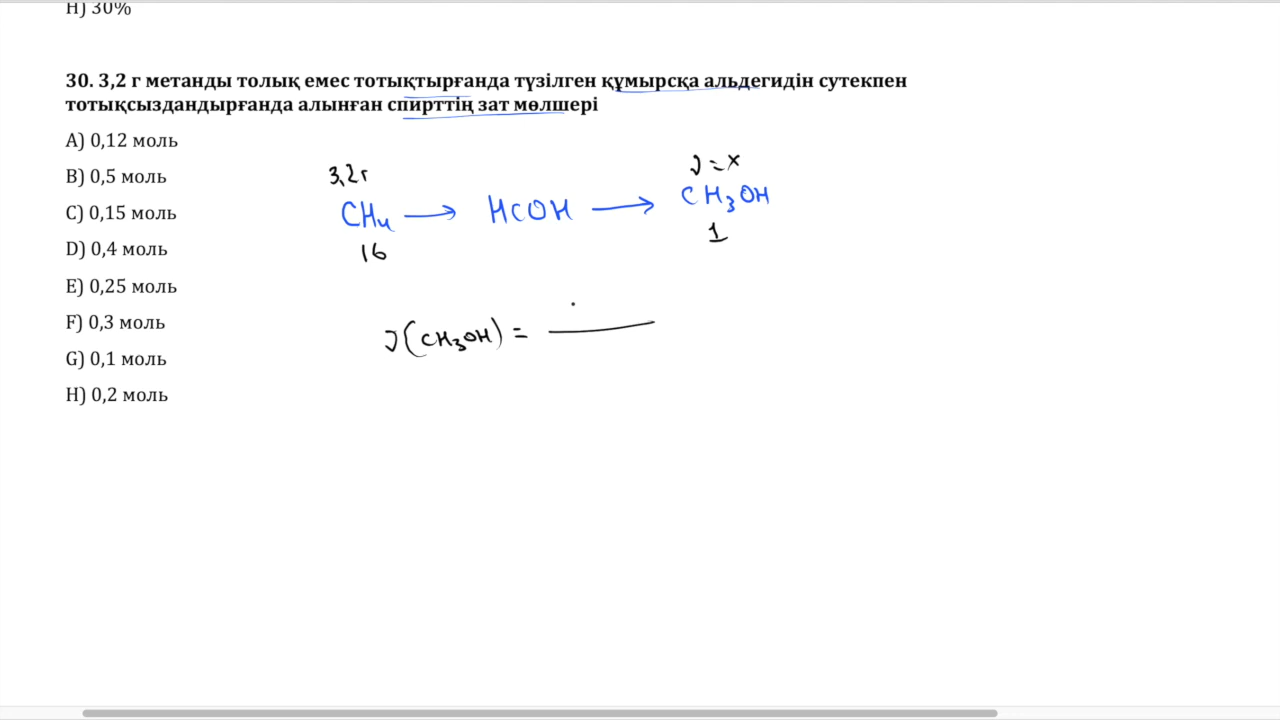 H) 30%
30. 3,2 г метанды толық емес тотықтырғанда түзілген құмырсқа альдегидін сутекпен
тотықсыздандырғанда алынған спирттің зат мөлшері
A) 0,12 моль
B) 0,5 моль
C) 0,15 моль
D) 0,4 моль
E) 0,25 моль
F) 0,3 моль
G) 0,1 моль
H) 0,2 моль
3,2г ν=x
CH₄ → HCOH → CH₃OH
16 1
ν(CH₃OH) =